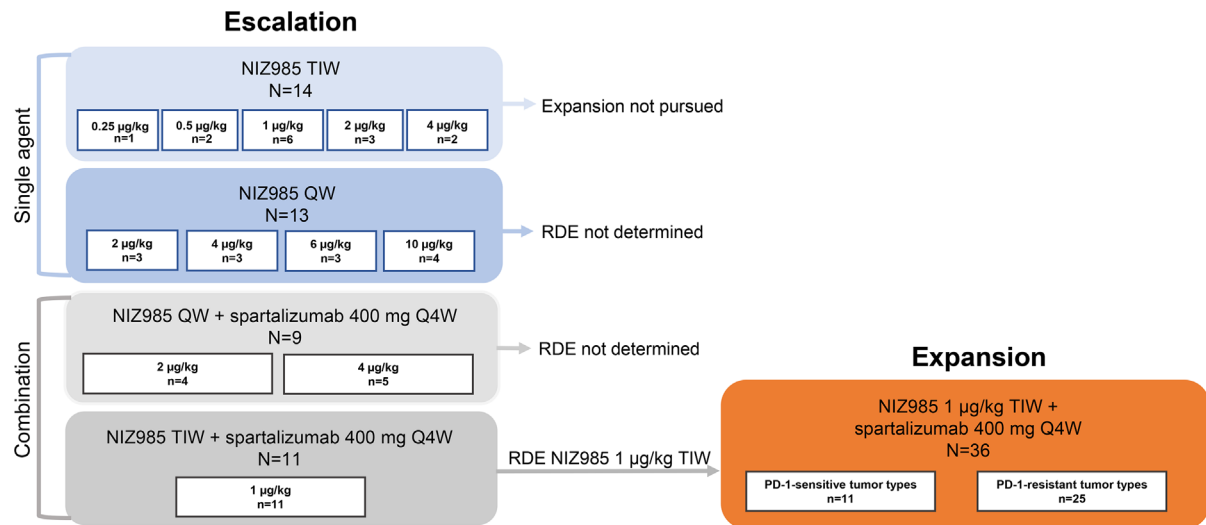 Escalation
Single agent
NIZ985 TIW
N=14
0.25 µg/kg
n=1
0.5 µg/kg
n=2
1 µg/kg
n=6
2 µg/kg
n=3
4 µg/kg
n=2
Expansion not pursued
NIZ985 QW
N=13
2 µg/kg
n=3
4 µg/kg
n=3
6 µg/kg
n=3
10 µg/kg
n=4
RDE not determined
Combination
NIZ985 QW + spartalizumab 400 mg Q4W
N=9
2 µg/kg
n=4
4 µg/kg
n=5
RDE not determined
NIZ985 TIW + spartalizumab 400 mg Q4W
N=11
1 µg/kg
n=11
RDE NIZ985 1 µg/kg TIW
Expansion
NIZ985 1 µg/kg TIW +
spartalizumab 400 mg Q4W
N=36
PD-1-sensitive tumor types
n=11
PD-1-resistant tumor types
n=25